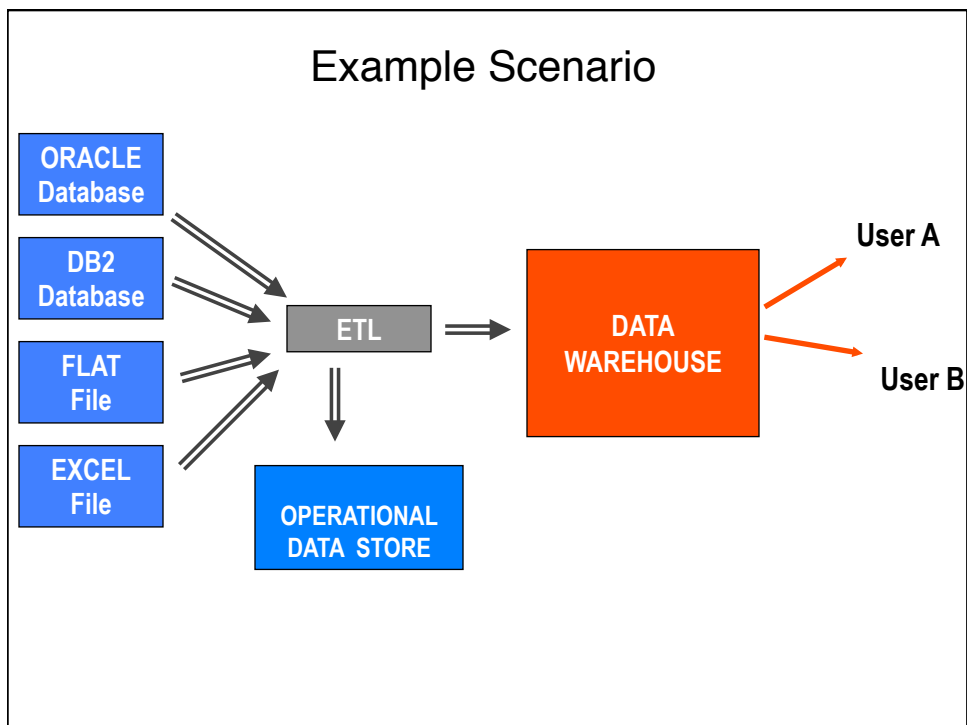 Example Scenario
ORACLE
Database
DB2
Database
FLAT
File
EXCEL
File
ETL
OPERATIONAL
DATA STORE
DATA
WAREHOUSE
User A
User B